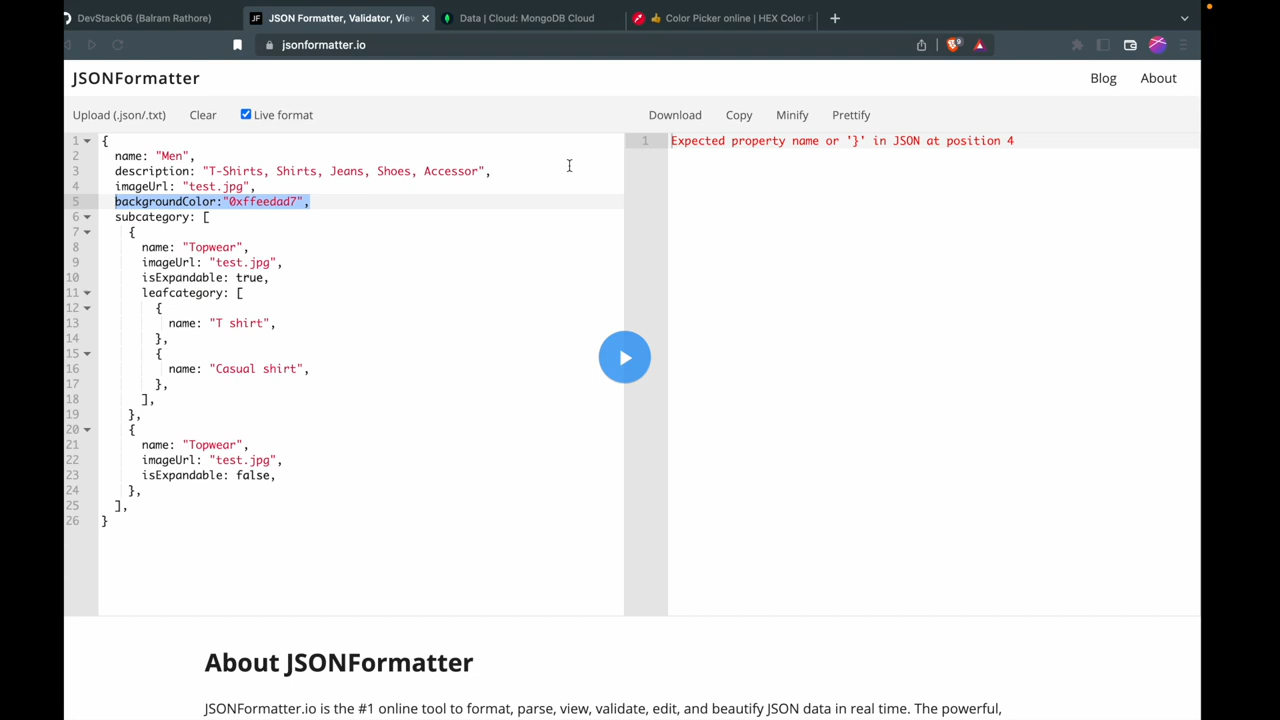 DevStack06 (Balram Rathore)
JF JSON Formatter, Validator, View
Data | Cloud: MongoDB Cloud
👍 Color Picker online | HEX Color P
jsonformatter.io
9
JSONFormatter
Blog
About
Upload (.json/.txt)
Clear
Live format
Download
Copy
Minify
Prettify
1 {
2 name: "Men",
3 description: "T-Shirts, Shirts, Jeans, Shoes, Accessor",
4 imageUrl: "test.jpg",
5 backgroundColor:"0xffeedad7",
6 subcategory: [
7 {
8 name: "Topwear",
9 imageUrl: "test.jpg",
10 isExpandable: true,
11 leafcategory: [
12 {
13 name: "T shirt",
14 },
15 {
16 name: "Casual shirt",
17 },
18 ],
19 },
20 {
21 name: "Topwear",
22 imageUrl: "test.jpg",
23 isExpandable: false,
24 },
25 ],
26 }
1 Expected property name or '}' in JSON at position 4
About JSONFormatter
JSONFormatter.io is the #1 online tool to format, parse, view, validate, edit, and beautify JSON data in real time. The powerful,